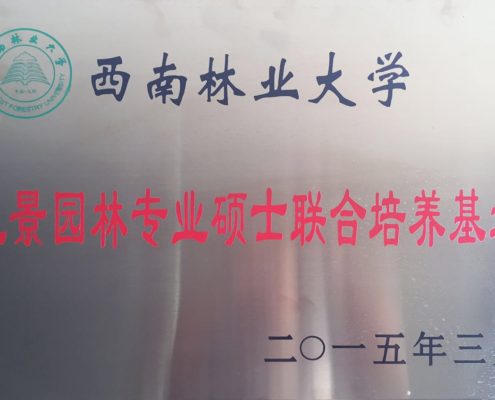 西南林业大学
景园林专业硕士联合培养基
二〇一五年三